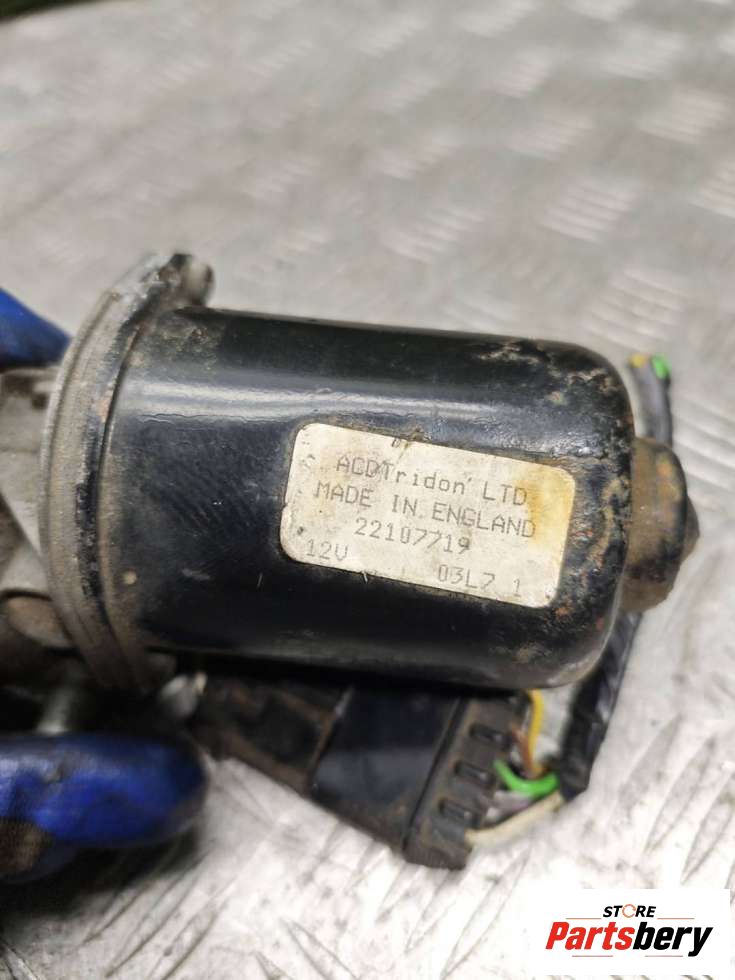 ACDTridon LTD
MADE IN ENGLAND
22107719
12V 03L7 1
STORE
Partsbery